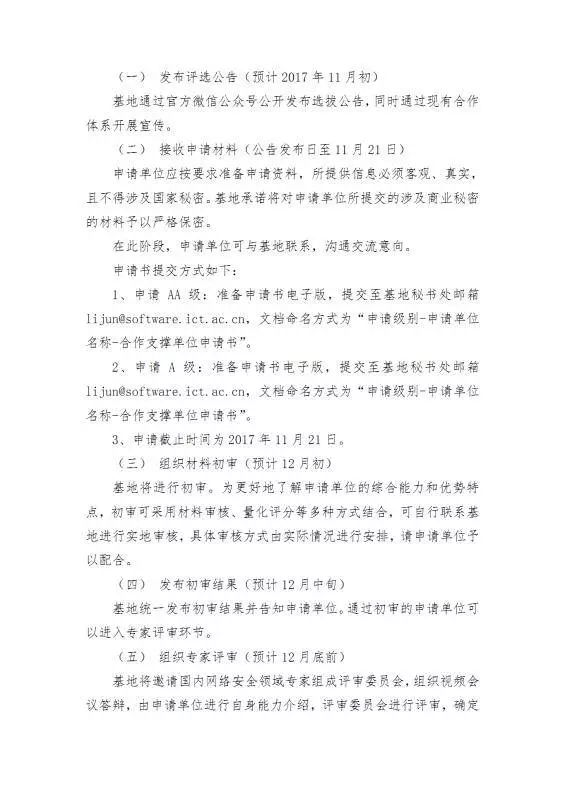 （一） 发布评选公告（预计 2017 年 11 月初）
基地通过官方微信公众号公开发布选拔公告，同时通过现有合作
体系开展宣传。
（二） 接收申请材料（公告发布日至 11 月 21 日）
申请单位应按要求准备申请资料，所提供信息必须客观、真实，
且不得涉及国家秘密。基地承诺将对申请单位所提交的涉及商业秘密
的材料予以严格保密。
在此阶段，申请单位可与基地联系，沟通交流意向。
申请书提交方式如下：
1、申请 AA 级：准备申请书电子版，提交至基地秘书处邮箱
lijun@software.ict.ac.cn，文档命名方式为“申请级别-申请单位
名称-合作支撑单位申请书”。
2、申请 A 级：准备申请书电子版，提交至基地秘书处邮箱
lijun@software.ict.ac.cn，文档命名方式为“申请级别-申请单位
名称-合作支撑单位申请书”。
3、申请截止时间为 2017 年 11 月 21 日。
（三） 组织材料初审（预计 12 月初）
基地将进行初审。为更好地了解申请单位的综合能力和优势特
点，初审可采用材料审核、量化评分等多种方式结合，可自行联系基
地进行实地审核，具体审核方式由实际情况进行安排，请申请单位予
以配合。
（四） 发布初审结果（预计 12 月中旬）
基地统一发布初审结果并告知申请单位。通过初审的申请单位可
以进入专家评审环节。
（五） 组织专家评审（预计 12 月底前）
基地将邀请国内网络安全领域专家组成评审委员会，组织视频会
议答辩，由申请单位进行自身能力介绍，评审委员会进行评审，确定